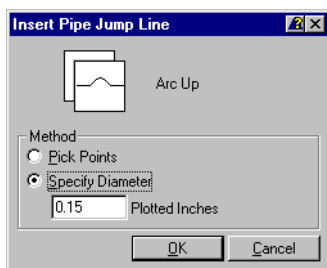 Insert Pipe Jump Line
Arc Up
Method
Pick Points
Specify Diameter
0.15 Plotted Inches
OK Cancel